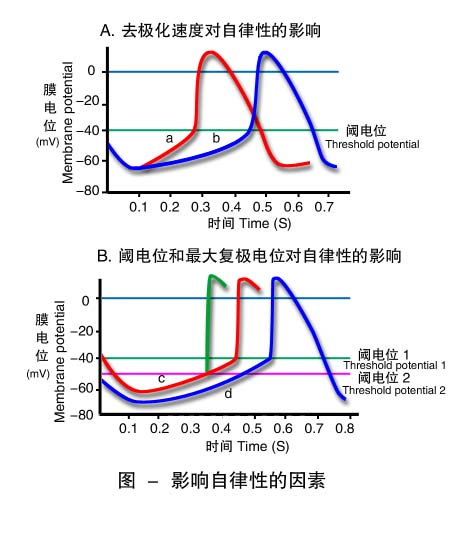 A. 去极化速度对自律性的影响
膜电位
(mV)
Membrane potential
0
−20
−40
−60
−80
a
b
阈电位
Threshold potential
0.1 0.2 0.3 0.4 0.5 0.6 0.7
时间 Time (S)
B. 阈电位和最大复极电位对自律性的影响
膜电位
(mV)
Membrane potential
0
−20
−40
−60
−80
c
d
阈电位 1
Threshold potential 1
阈电位 2
Threshold potential 2
0.1 0.2 0.3 0.4 0.5 0.6 0.7 0.8
时间 Time (S)
图 – 影响自律性的因素